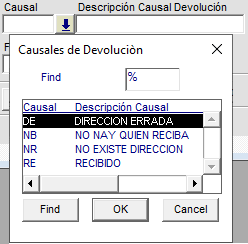 Causal Descripción Causal Devolución
F
Causales de Devolución
Find %
Causal Descripción Causal
DE DIRECCION ERRADA
NB NO NAY QUIEN RECIBA
NR NO EXISTE DIRECCION
RE RECIBIDO
Find OK Cancel